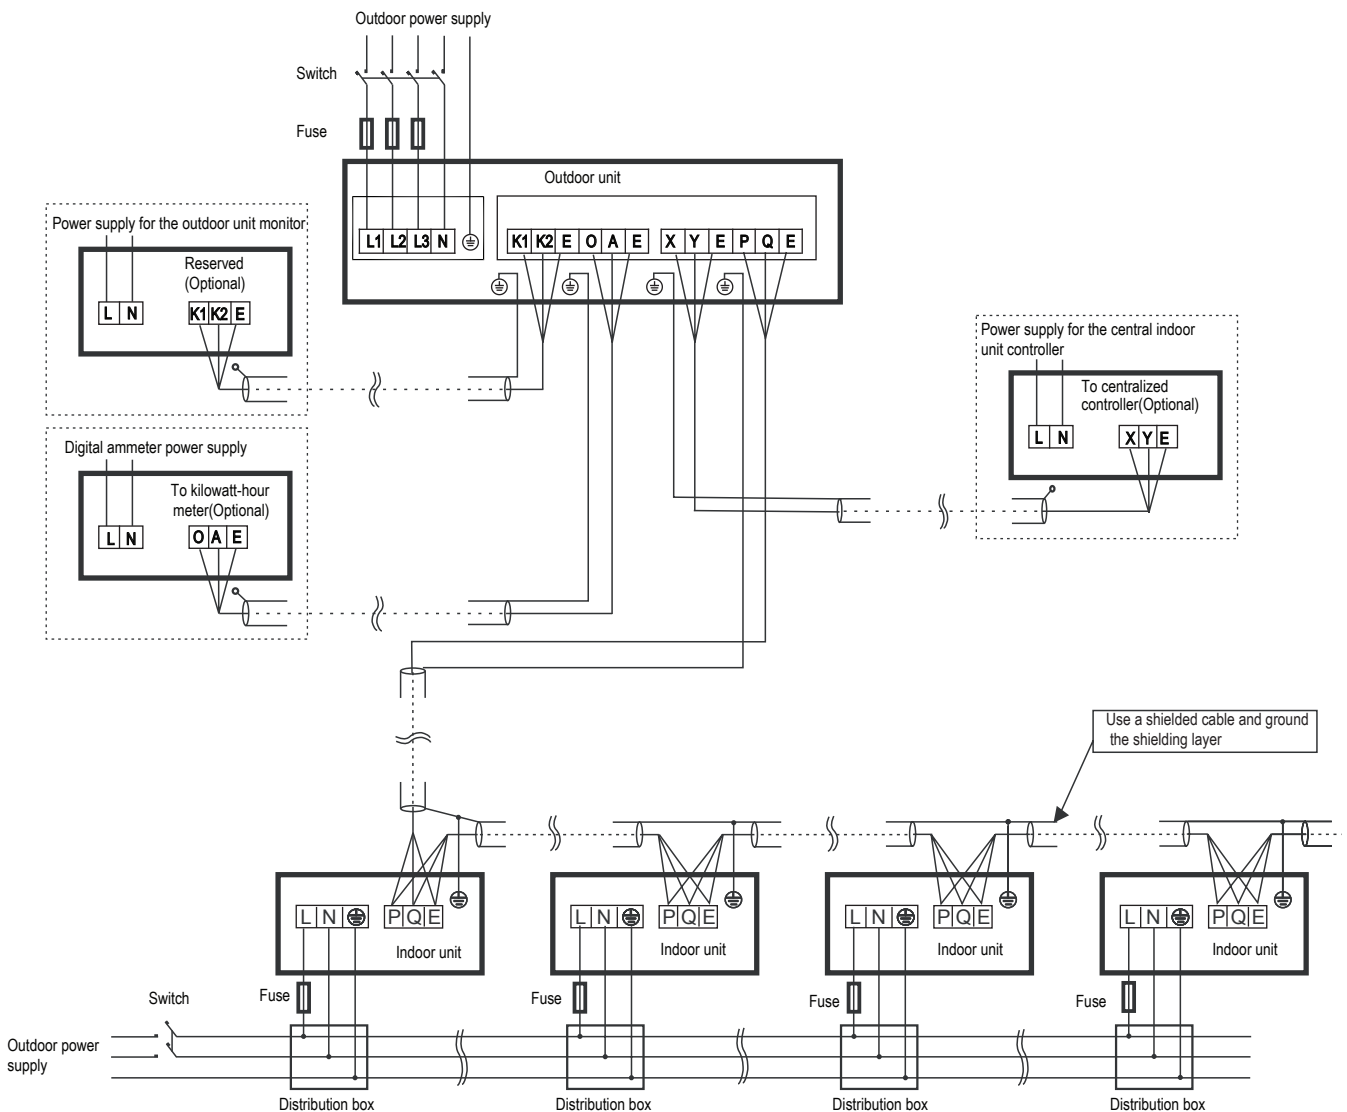 Outdoor power supply
Switch
Fuse
Outdoor unit
L1 L2 L3 N
K1 K2 E O A E X Y E P Q E
Power supply for the outdoor unit monitor
Reserved
(Optional)
L N
K1 K2 E
Power supply for the central indoor
unit controller
To centralized
controller(Optional)
L N
X Y E
Digital ammeter power supply
To kilowatt-hour
meter(Optional)
L N
O A E
Use a shielded cable and ground
the shielding layer
L N
P Q E
Indoor unit
L N
P Q E
Indoor unit
L N
P Q E
Indoor unit
L N
P Q E
Indoor unit
Switch
Fuse
Fuse
Fuse
Fuse
Outdoor power
supply
Distribution box
Distribution box
Distribution box
Distribution box